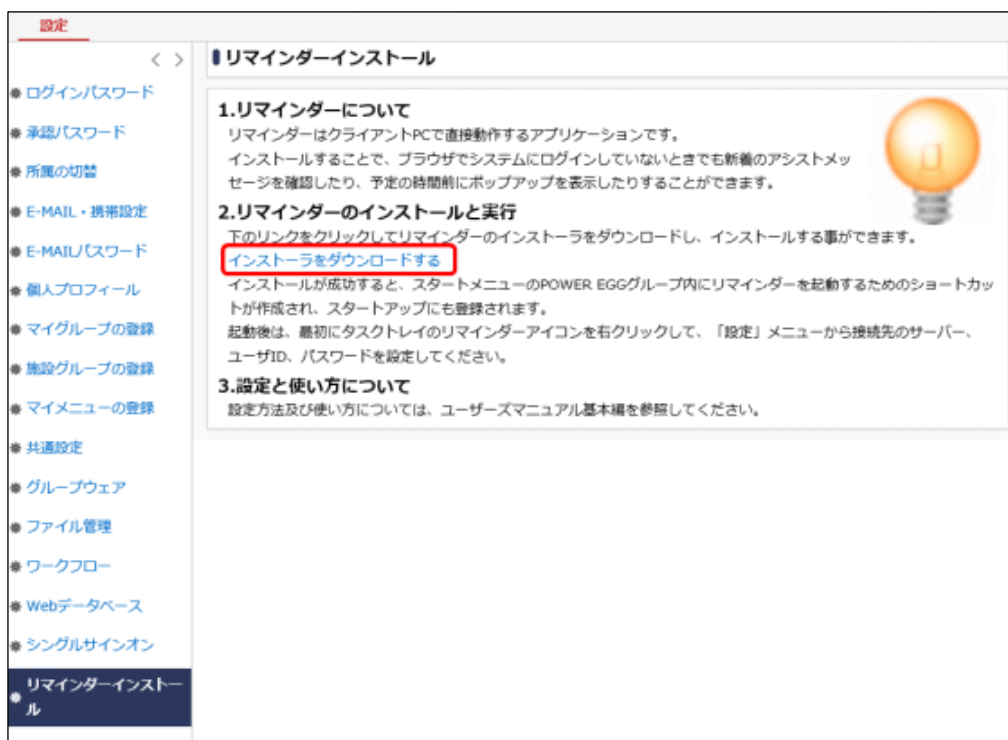 設定
< >
ログインパスワード
承認パスワード
所属の切替
E-MAIL・携帯設定
E-MAILパスワード
個人プロフィール
マイグループの登録
施設グループの登録
マイメニューの登録
共通設定
グループウェア
ファイル管理
ワークフロー
Webデータベース
シングルサインオン
リマインダーインストー
ル
リマインダーインストール
1.リマインダーについて
リマインダーはクライアントPCで直接動作するアプリケーションです。
インストールすることで、ブラウザでシステムにログインしていないときでも新着のアシストメッ
セージを確認したり、予定の時間前にポップアップを表示したりすることができます。
2.リマインダーのインストールと実行
下のリンクをクリックしてリマインダーのインストーラをダウンロードし、インストールする事ができます。
インストーラをダウンロードする
インストールが成功すると、スタートメニューのPOWER EGGグループ内にリマインダーを起動するためのショートカッ
トが作成され、スタートアップにも登録されます。
起動後は、最初にタスクトレイのリマインダーアイコンを右クリックして、「設定」メニューから接続先のサーバー、
ユーザID、パスワードを設定してください。
3.設定と使い方について
設定方法及び使い方については、ユーザーズマニュアル基本編を参照してください。